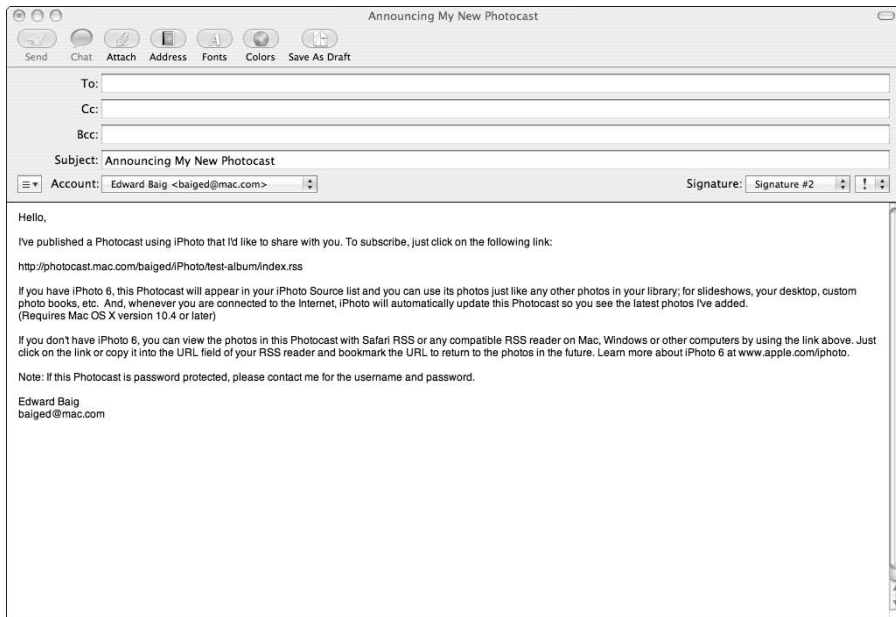 Announcing My New Photocast
Send Chat Attach Address Fonts Colors Save As Draft
To:
Cc:
Bcc:
Subject: Announcing My New Photocast
Account: Edward Baig <baiged@mac.com> Signature: Signature #2 !
Hello,
I've published a Photocast using iPhoto that I'd like to share with you. To subscribe, just click on the following link:
http://photocast.mac.com/baiged/iPhoto/test-album/index.rss
If you have iPhoto 6, this Photocast will appear in your iPhoto Source list and you can use its photos just like any other photos in your library; for slideshows, your desktop, custom
photo books, etc. And, whenever you are connected to the Internet, iPhoto will automatically update this Photocast so you see the latest photos I've added.
(Requires Mac OS X version 10.4 or later)
If you don't have iPhoto 6, you can view the photos in this Photocast with Safari RSS or any compatible RSS reader on Mac, Windows or other computers by using the link above. Just
click on the link or copy it into the URL field of your RSS reader and bookmark the URL to return to the photos in the future. Learn more about iPhoto 6 at www.apple.com/iphoto.
Note: If this Photocast is password protected, please contact me for the username and password.
Edward Baig
baiged@mac.com